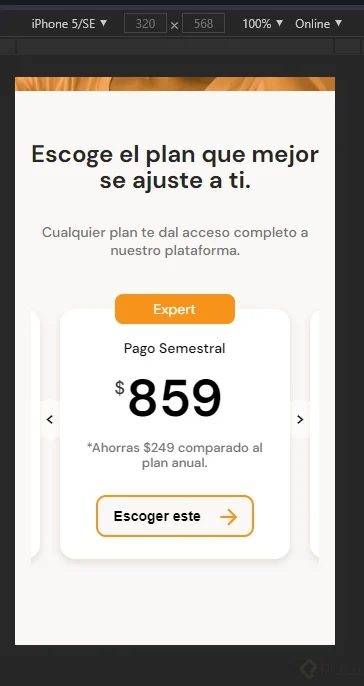 iPhone 5/SE ▼ 320 × 568 100% ▼ Online ▼
Escoge el plan que mejor
se ajuste a ti.
Cualquier plan te dal acceso completo a
nuestro plataforma.
Expert
Pago Semestral
$859
<
>
*Ahorras $249 comparado al
plan anual.
Escoger este →